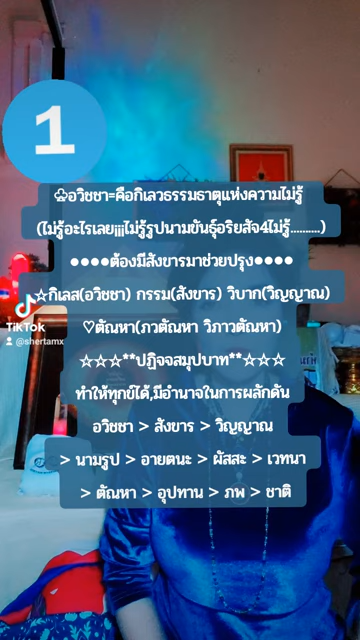 1
♧อวิชชา=คือกิเลวธรรมธาตุแห่งความไม่รู้
(ไม่รู้อะไรเลย¡¡¡ไม่รู้รูปนามขันธุ์อริยสัจ4ไม่รู้..........)
●●●●ต้องมีสังขารมาช่วยปรุง●●●●
☆กิเลส(อวิชชา) กรรม(สังขาร) วิบาก(วิญญาณ)
♡ตัณหา(ภวตัณหา วิภาวตัณหา)
☆☆☆**ปฏิจจสมุปบาท**☆☆☆
ทำให้ทุกข์ได้,มีอำนาจในการผลักดัน
อวิชชา > สังขาร > วิญญาณ
> นามรูป > อายตนะ > ผัสสะ > เวทนา
> ตัณหา > อุปทาน > ภพ > ชาติ
TikTok
@shertamx